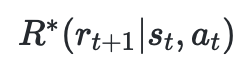 R*(r_{t+1}|s_t, a_t)